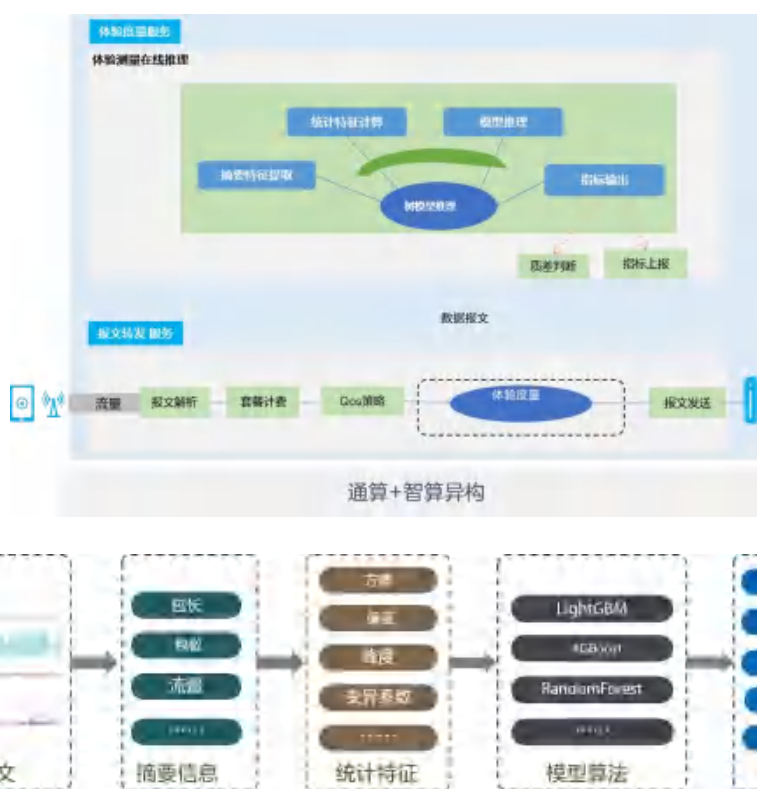 体验度量服务
体验测量在线推理
统计特征计算
模型推理
摘要特征提取
指标输出
树模型推理
质差判断
指标上报
数据报文
报文转发 服务
流量
报文解析
套餐计费
Qos策略
体验度量
报文发送
通算+智算异构
包长
流量
......
摘要信息
方差
偏度
峰度
变异系数
......
统计特征
LightGBM
XGBoost
RandomForest
......
模型算法
文